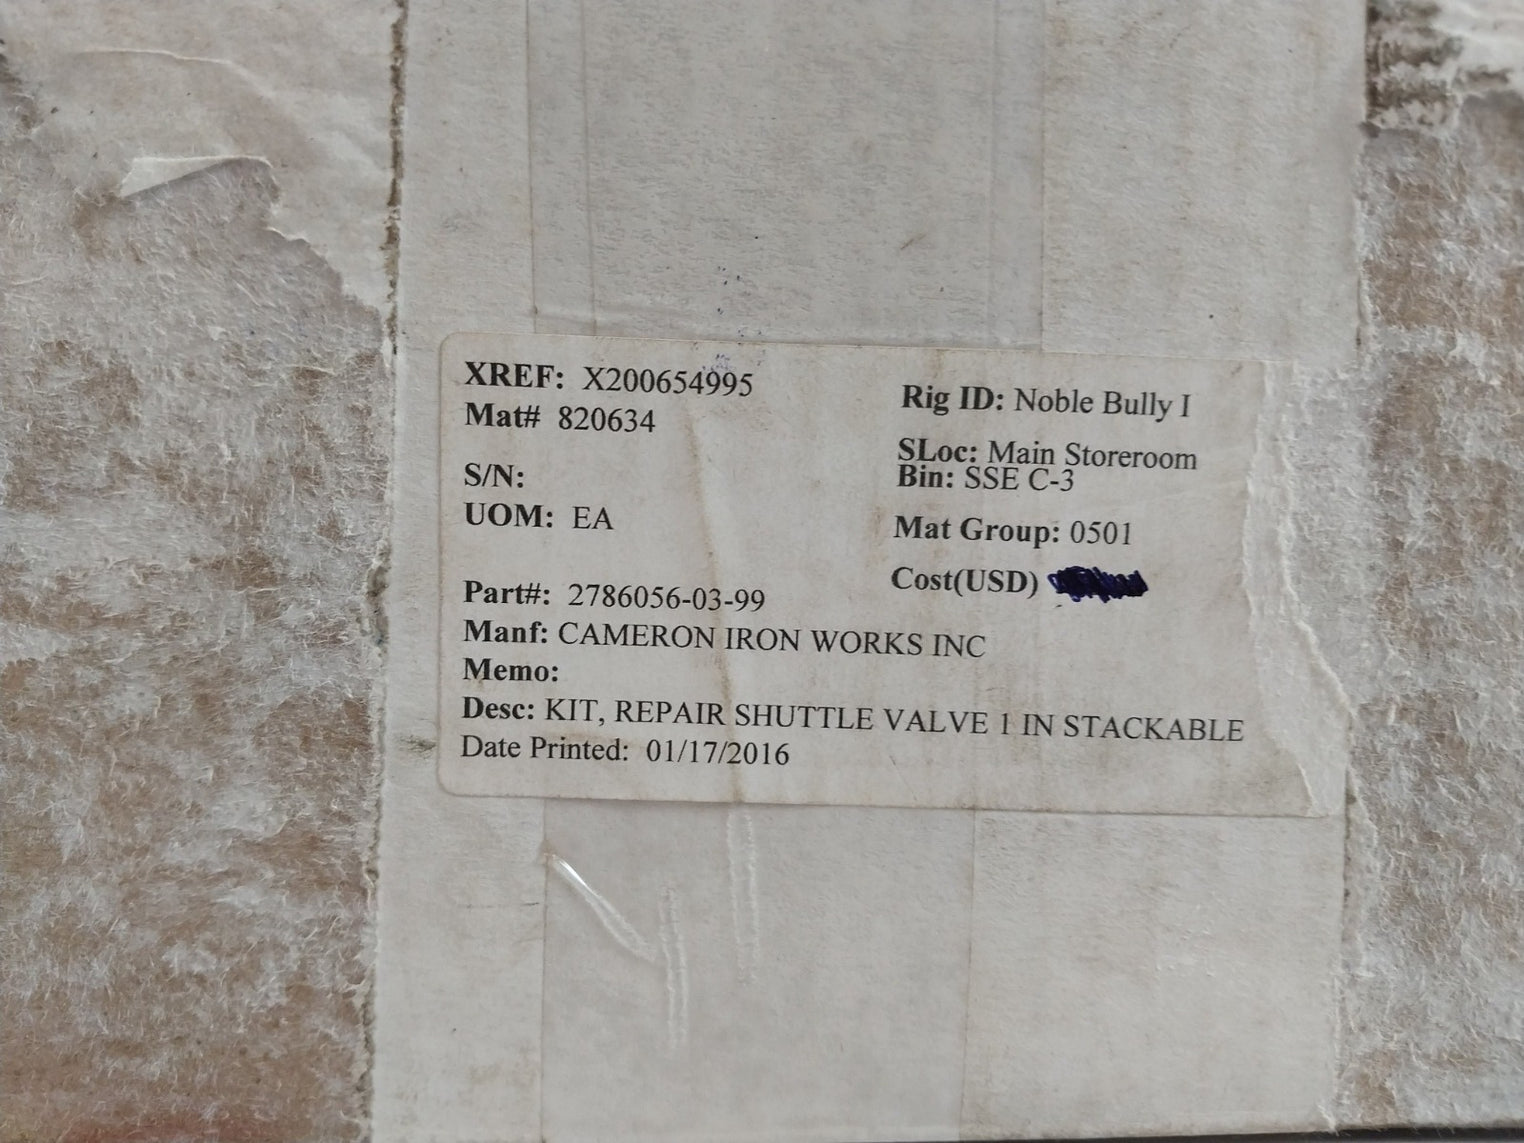 XREF: X200654995
Mat# 820634
S/N:
UOM: EA
Rig ID: Noble Bully I
SLoc: Main Storeroom
Bin: SSE C-3
Mat Group: 0501
Cost(USD)
Part#: 2786056-03-99
Manf: CAMERON IRON WORKS INC
Memo:
Desc: KIT, REPAIR SHUTTLE VALVE 1 IN STACKABLE
Date Printed: 01/17/2016